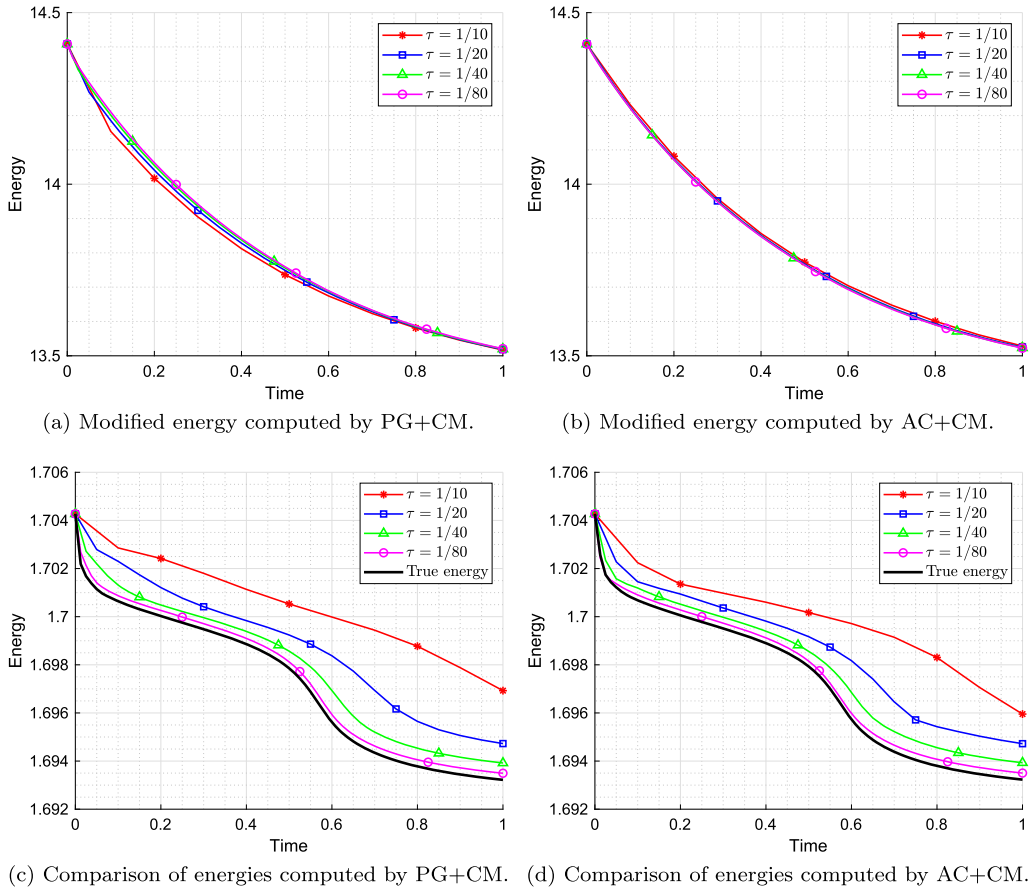 14.5
14
13.5
Energy
0
0.2
0.4
0.6
0.8
1
Time
τ = 1/10
τ = 1/20
τ = 1/40
τ = 1/80
(a) Modified energy computed by PG+CM.
14.5
14
13.5
Energy
0
0.2
0.4
0.6
0.8
1
Time
τ = 1/10
τ = 1/20
τ = 1/40
τ = 1/80
(b) Modified energy computed by AC+CM.
1.706
1.704
1.702
1.7
1.698
1.696
1.694
1.692
Energy
0
0.2
0.4
0.6
0.8
1
Time
τ = 1/10
τ = 1/20
τ = 1/40
τ = 1/80
True energy
(c) Comparison of energies computed by PG+CM.
1.706
1.704
1.702
1.7
1.698
1.696
1.694
1.692
Energy
0
0.2
0.4
0.6
0.8
1
Time
τ = 1/10
τ = 1/20
τ = 1/40
τ = 1/80
True energy
(d) Comparison of energies computed by AC+CM.